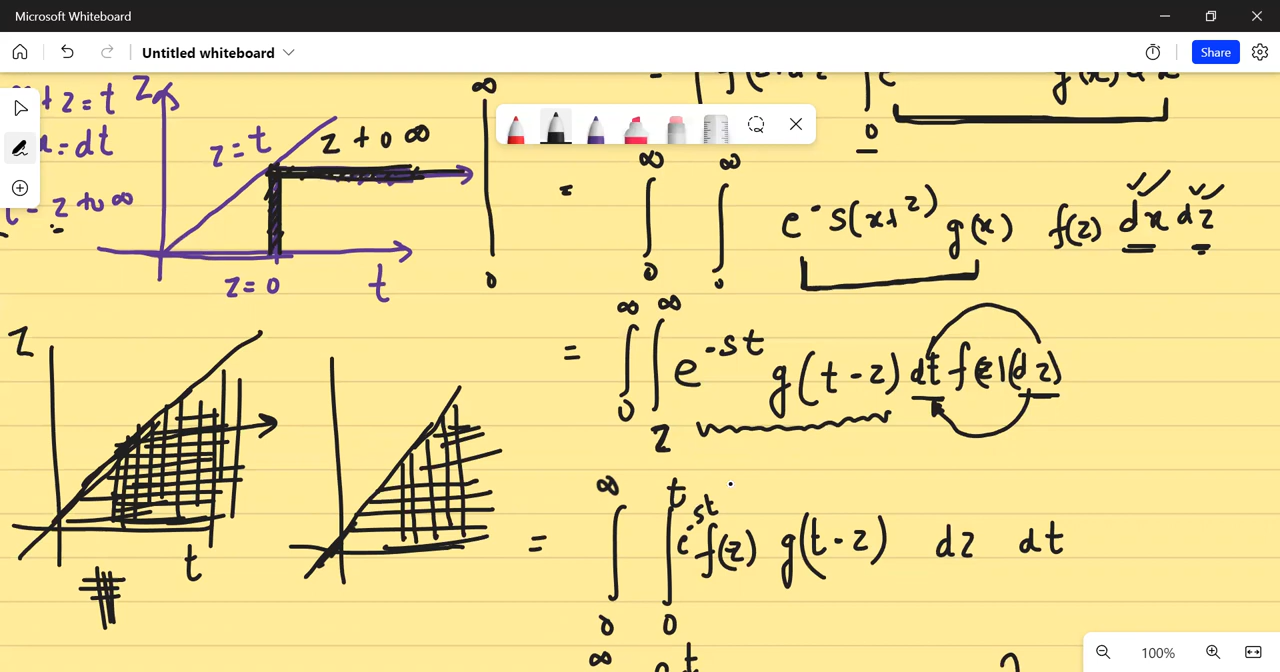 Microsoft Whiteboard
Untitled whiteboard
Share
+ z = t
= dt
z to ∞
z
z = t
z to ∞
z = 0
t
∞
0
=
0
= ∫₀^∞ ∫₀^∞ e^{-s(x+z)} g(x) f(z) dx dz
= ∫₀^∞ ∫_z^∞ e^{-st} g(t-z) dt f(z) (dz)
z
t
= ∫₀^∞ ∫₀^t e^{-st} f(z) g(t-z) dz dt
∞
t
100%